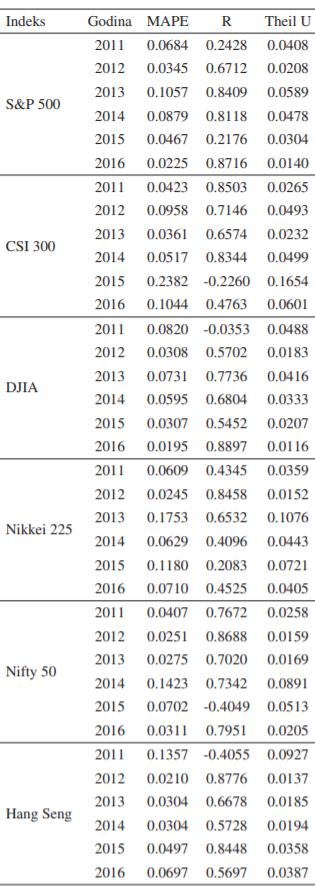 Indeks Godina MAPE R Theil U
S&P 500
2011 0.0684 0.2428 0.0408
2012 0.0345 0.6712 0.0208
2013 0.1057 0.8409 0.0589
2014 0.0879 0.8118 0.0478
2015 0.0467 0.2176 0.0304
2016 0.0225 0.8716 0.0140
CSI 300
2011 0.0423 0.8503 0.0265
2012 0.0958 0.7146 0.0493
2013 0.0361 0.6574 0.0232
2014 0.0517 0.8344 0.0499
2015 0.2382 -0.2260 0.1654
2016 0.1044 0.4763 0.0601
DJIA
2011 0.0820 -0.0353 0.0488
2012 0.0308 0.5702 0.0183
2013 0.0731 0.7736 0.0416
2014 0.0595 0.6804 0.0333
2015 0.0307 0.5452 0.0207
2016 0.0195 0.8897 0.0116
Nikkei 225
2011 0.0609 0.4345 0.0359
2012 0.0245 0.8458 0.0152
2013 0.1753 0.6532 0.1076
2014 0.0629 0.4096 0.0443
2015 0.1180 0.2083 0.0721
2016 0.0710 0.4525 0.0405
Nifty 50
2011 0.0407 0.7672 0.0258
2012 0.0251 0.8688 0.0159
2013 0.0275 0.7020 0.0169
2014 0.1423 0.7342 0.0891
2015 0.0702 -0.4049 0.0513
2016 0.0311 0.7951 0.0205
Hang Seng
2011 0.1357 -0.4055 0.0927
2012 0.0210 0.8776 0.0137
2013 0.0304 0.6678 0.0185
2014 0.0304 0.5728 0.0194
2015 0.0497 0.8448 0.0358
2016 0.0697 0.5697 0.0387